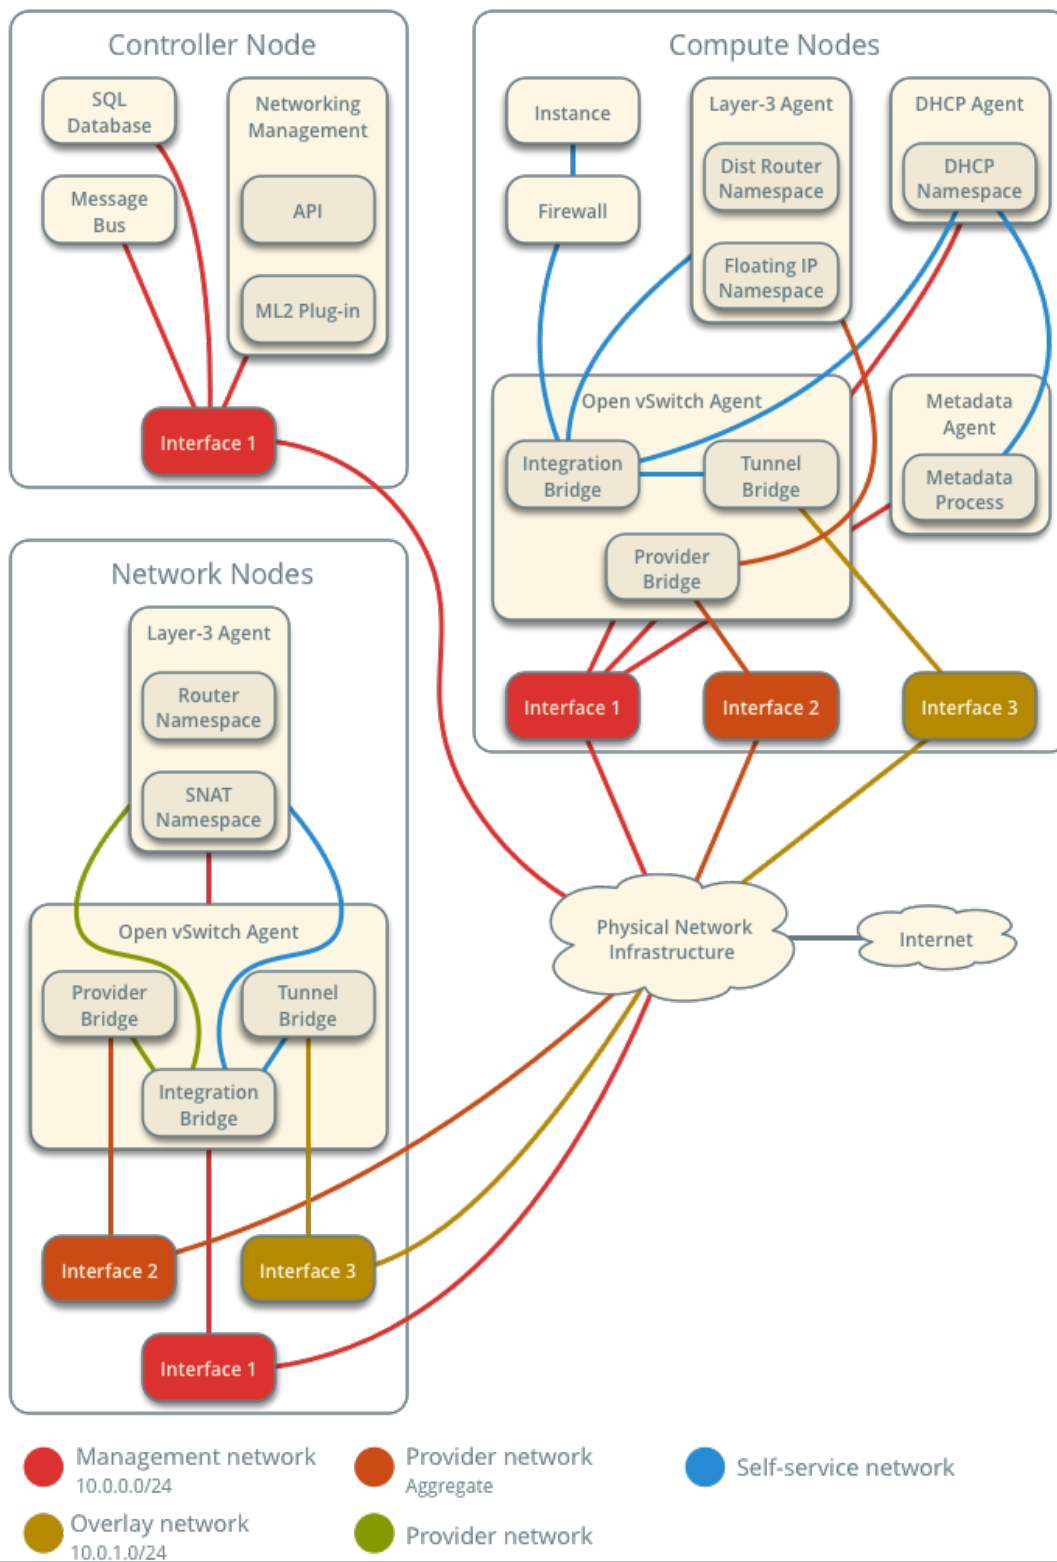 Controller Node
SQL
Database
Networking
Management
Message
Bus
API
ML2 Plug-in
Interface 1
Compute Nodes
Instance
Layer-3 Agent
DHCP Agent
Dist Router
Namespace
DHCP
Namespace
Firewall
Floating IP
Namespace
Open vSwitch Agent
Metadata
Agent
Integration
Bridge
Tunnel
Bridge
Metadata
Process
Provider
Bridge
Interface 1
Interface 2
Interface 3
Network Nodes
Layer-3 Agent
Router
Namespace
SNAT
Namespace
Open vSwitch Agent
Provider
Bridge
Tunnel
Bridge
Integration
Bridge
Interface 2
Interface 3
Interface 1
Physical Network
Infrastructure
Internet
Management network
10.0.0.0/24
Provider network
Aggregate
Self-service network
Overlay network
10.0.1.0/24
Provider network